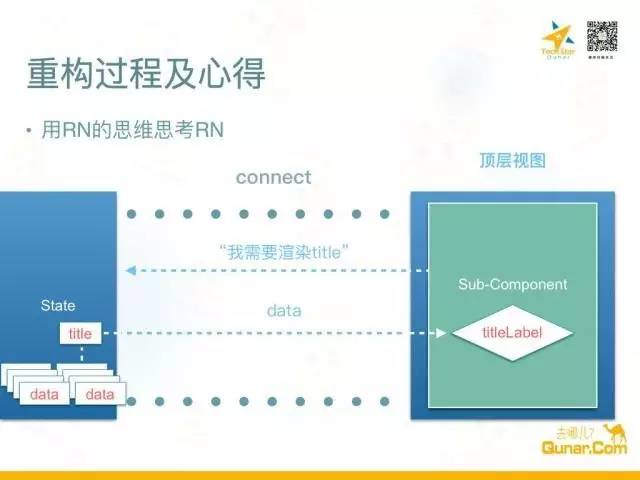 Tech Star
Qunar
重构过程及心得
• 用RN的思维思考RN
顶层视图
connect
“我需要渲染title”
State
Sub-Component
data
title
titleLabel
data
data
去哪儿?
Qunar.Com